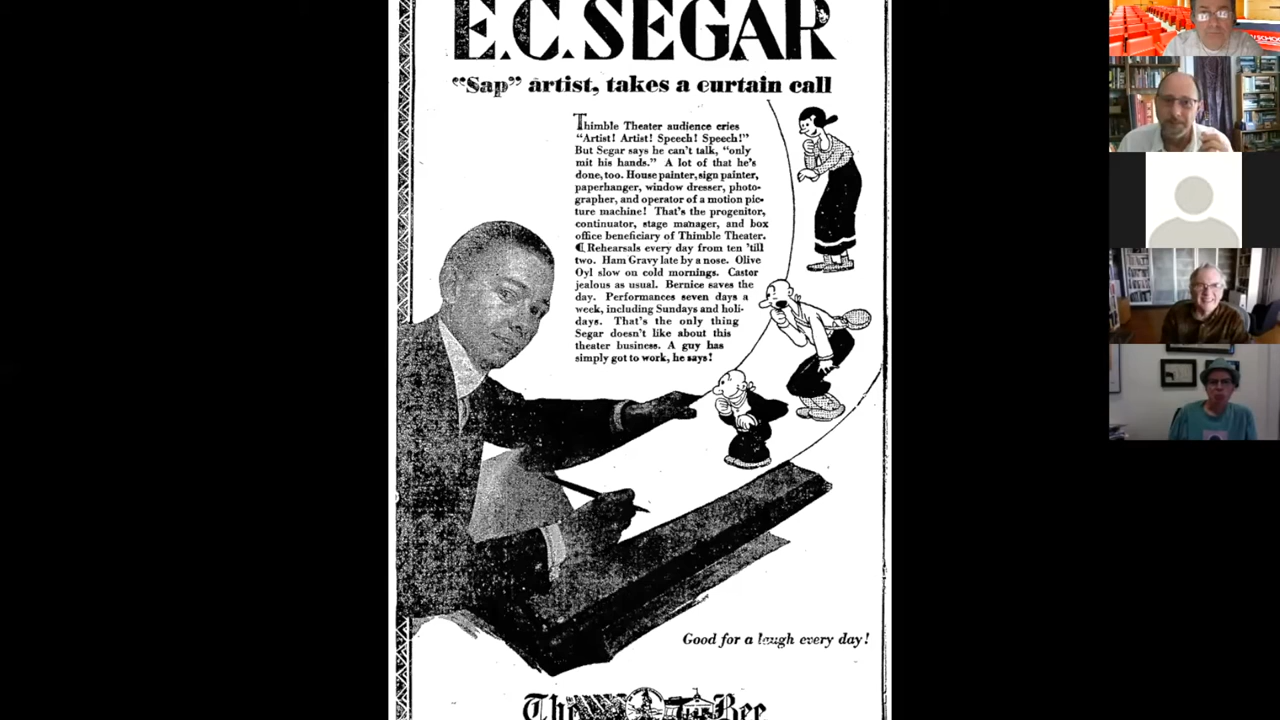 E.C. SEGAR
“Sap” artist, takes a curtain call
Thimble Theater audience cries
“Artist! Artist! Speech! Speech!”
But Segar says he can't talk, “only
mit his hands.” A lot of that he's
done, too. House painter, sign painter,
paperhanger, window dresser, photo-
grapher, and operator of a motion pic-
ture machine! That's the progenitor,
continuator, stage manager, and box
office beneficiary of Thimble Theater.
¶ Rehearsals every day from ten 'till
two. Ham Gravy late by a nose. Olive
Oyl slow on cold mornings. Castor
jealous as usual. Bernice saves the
day. Performances seven days a
week, including Sundays and holi-
days. That's the only thing
Segar doesn't like about this
theater business. A guy has
simply got to work, he says!
Good for a laugh every day!
The Bee